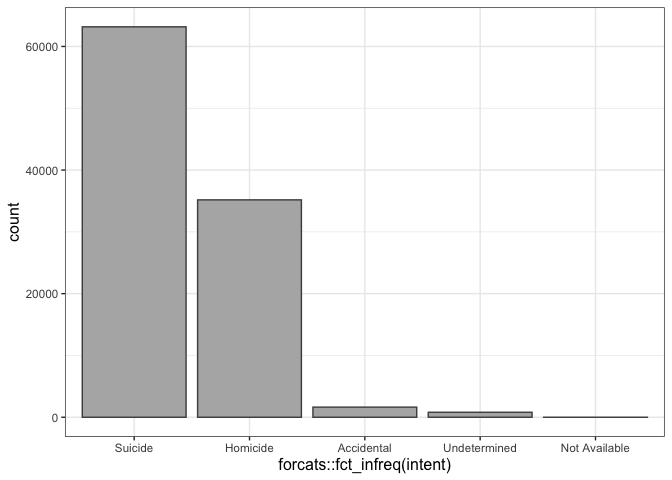 60000
40000
20000
0
count
Suicide
Homicide
Accidental
Undetermined
Not Available
forcats::fct_infreq(intent)